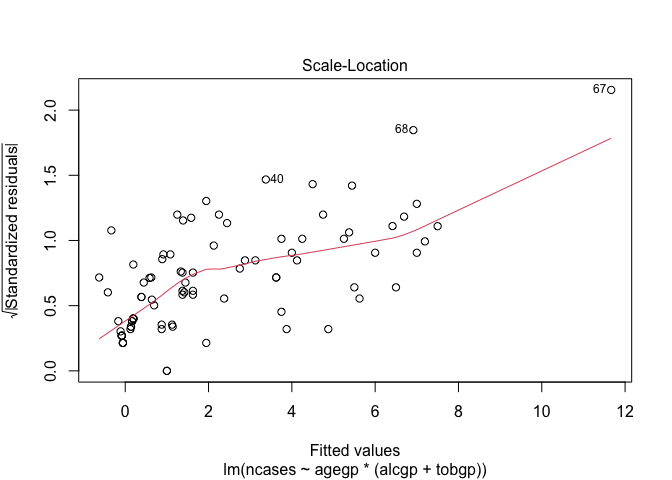 Scale-Location
67
68
40
√|Standardized residuals|
2.0
1.5
1.0
0.5
0.0
0 2 4 6 8 10 12
Fitted values
lm(ncases ~ agegp * (alcgp + tobgp))